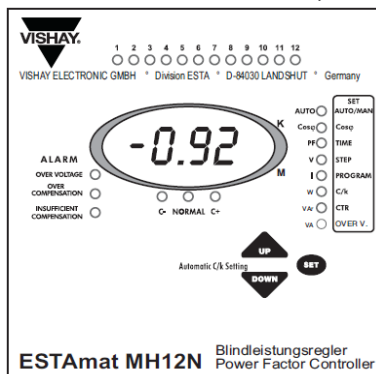 VISHAY.
1 2 3 4 5 6 7 8 9 10 11 12
VISHAY ELECTRONIC GMBH ° Division ESTA ° D-84030 LANDSHUT ° Germany
SET
AUTO AUTO/MAN
Cosφ Cosφ
PF TIME
V STEP
I PROGRAM
W C/k
VAr CTR
VA OVER V.
K
-0.92
M
ALARM
OVER VOLTAGE
OVER
COMPENSATION
INSUFFICIENT
COMPENSATION
C- NORMAL C+
UP
Automatic C/k Setting
SET
DOWN
ESTAmat MH12N
Blindleistungsregler
Power Factor Controller